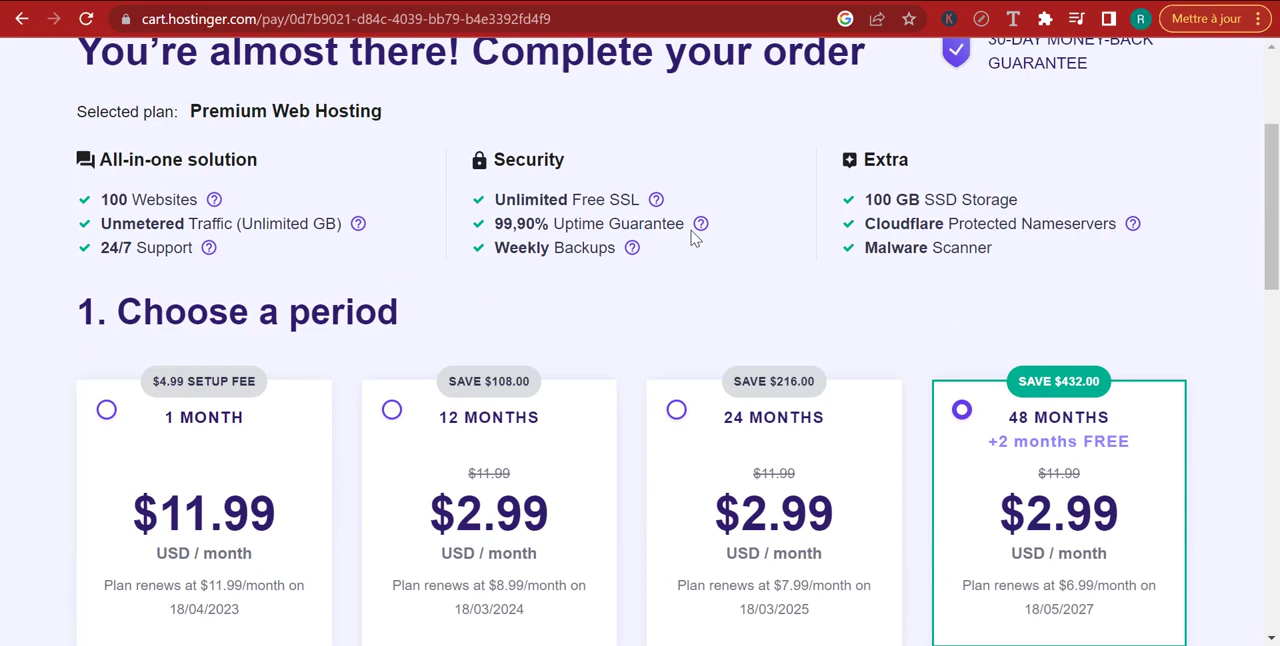 cart.hostinger.com/pay/0d7b9021-d84c-4039-bb79-b4e3392fd4f9
K
T
R
Mettre à jour
You're almost there! Complete your order
30-DAY MONEY-BACK
GUARANTEE
Selected plan: Premium Web Hosting
All-in-one solution
100 Websites
Unmetered Traffic (Unlimited GB)
24/7 Support
Security
Unlimited Free SSL
99,90% Uptime Guarantee
Weekly Backups
Extra
100 GB SSD Storage
Cloudflare Protected Nameservers
Malware Scanner
1. Choose a period
$4.99 SETUP FEE
1 MONTH
$11.99
USD / month
Plan renews at $11.99/month on
18/04/2023
SAVE $108.00
12 MONTHS
$11.99
$2.99
USD / month
Plan renews at $8.99/month on
18/03/2024
SAVE $216.00
24 MONTHS
$11.99
$2.99
USD / month
Plan renews at $7.99/month on
18/03/2025
SAVE $432.00
48 MONTHS
+2 months FREE
$11.99
$2.99
USD / month
Plan renews at $6.99/month on
18/05/2027